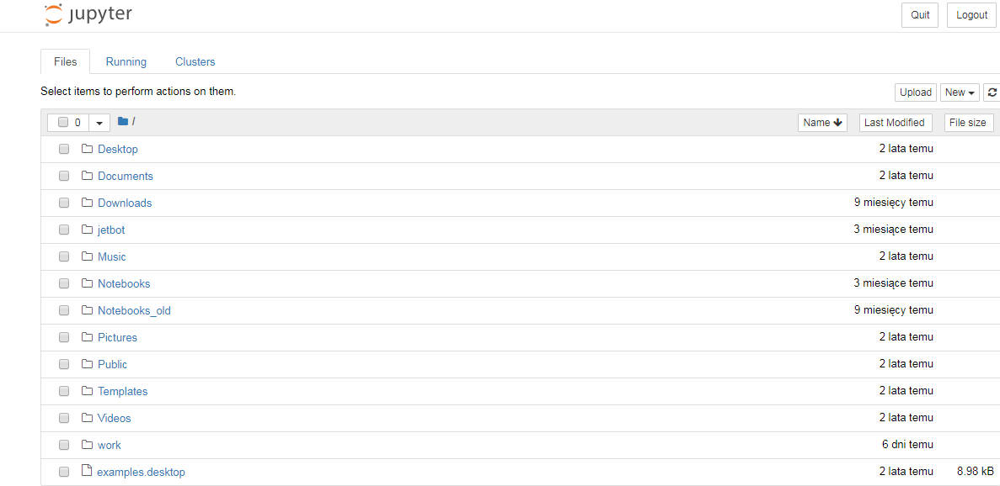 jupyter Quit Logout
Files Running Clusters
Select items to perform actions on them.
Upload New
0 / Name Last Modified File size
Desktop 2 lata temu
Documents 2 lata temu
Downloads 9 miesięcy temu
jetbot 3 miesiące temu
Music 2 lata temu
Notebooks 3 miesiące temu
Notebooks_old 9 miesięcy temu
Pictures 2 lata temu
Public 2 lata temu
Templates 2 lata temu
Videos 2 lata temu
work 6 dni temu
examples.desktop 2 lata temu 8.98 kB